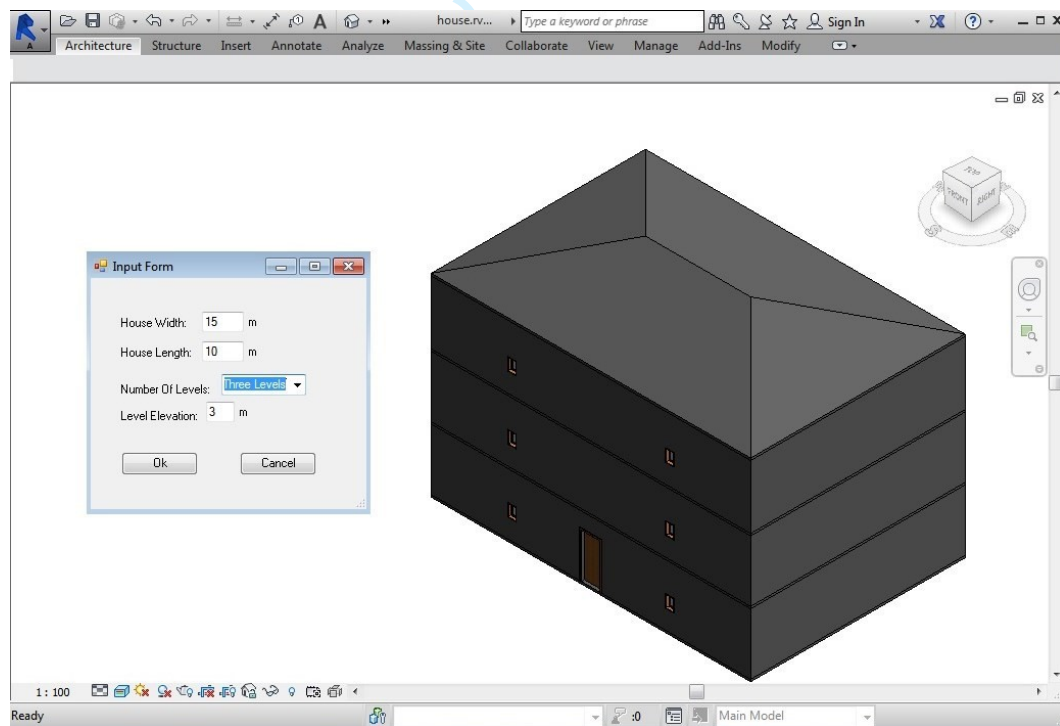 house.rv...
Type a keyword or phrase
Sign In
A
Architecture Structure Insert Annotate Analyze Massing & Site Collaborate View Manage Add-Ins Modify
TOP
FRONT
RIGHT
Input Form
House Width: 15 m
House Length: 10 m
Number Of Levels: Three Levels
Level Elevation: 3 m
Ok Cancel
1 : 100
Ready
:0
Main Model